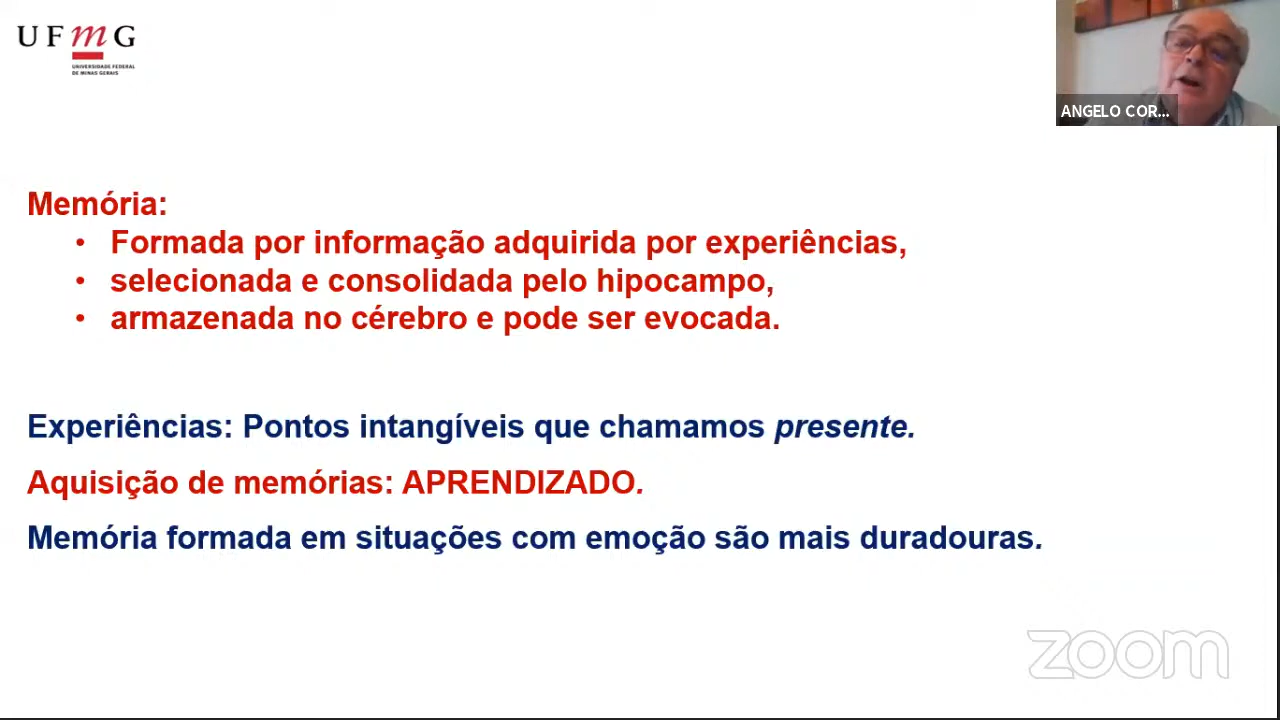 UFmG
UNIVERSIDADE FEDERAL
DE MINAS GERAIS
ANGELO COR...
Memória:
• Formada por informação adquirida por experiências,
• selecionada e consolidada pelo hipocampo,
• armazenada no cérebro e pode ser evocada.
Experiências: Pontos intangíveis que chamamos presente.
Aquisição de memórias: APRENDIZADO.
Memória formada em situações com emoção são mais duradouras.
zoom